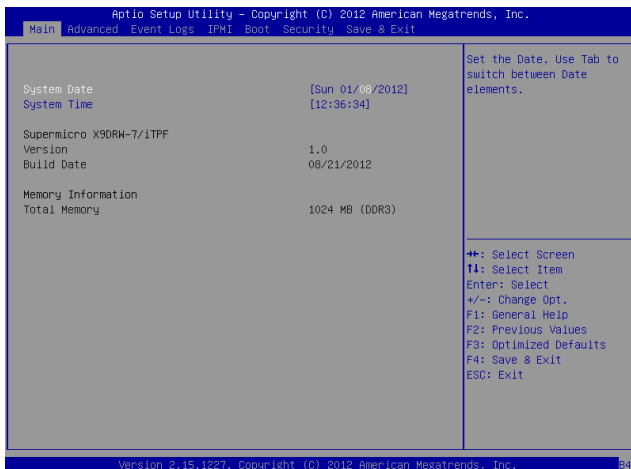 Aptio Setup Utility – Copyright (C) 2012 American Megatrends, Inc.
Main Advanced Event Logs IPMI Boot Security Save & Exit
Set the Date. Use Tab to
switch between Date
elements.
System Date [Sun 01/08/2012]
System Time [12:36:34]
Supermicro X9DRW-7/iTPF
Version 1.0
Build Date 08/21/2012
Memory Information
Total Memory 1024 MB (DDR3)
→←: Select Screen
↑↓: Select Item
Enter: Select
+/-: Change Opt.
F1: General Help
F2: Previous Values
F3: Optimized Defaults
F4: Save & Exit
ESC: Exit
Version 2.15.1227. Copyright (C) 2012 American Megatrends, Inc.
B4